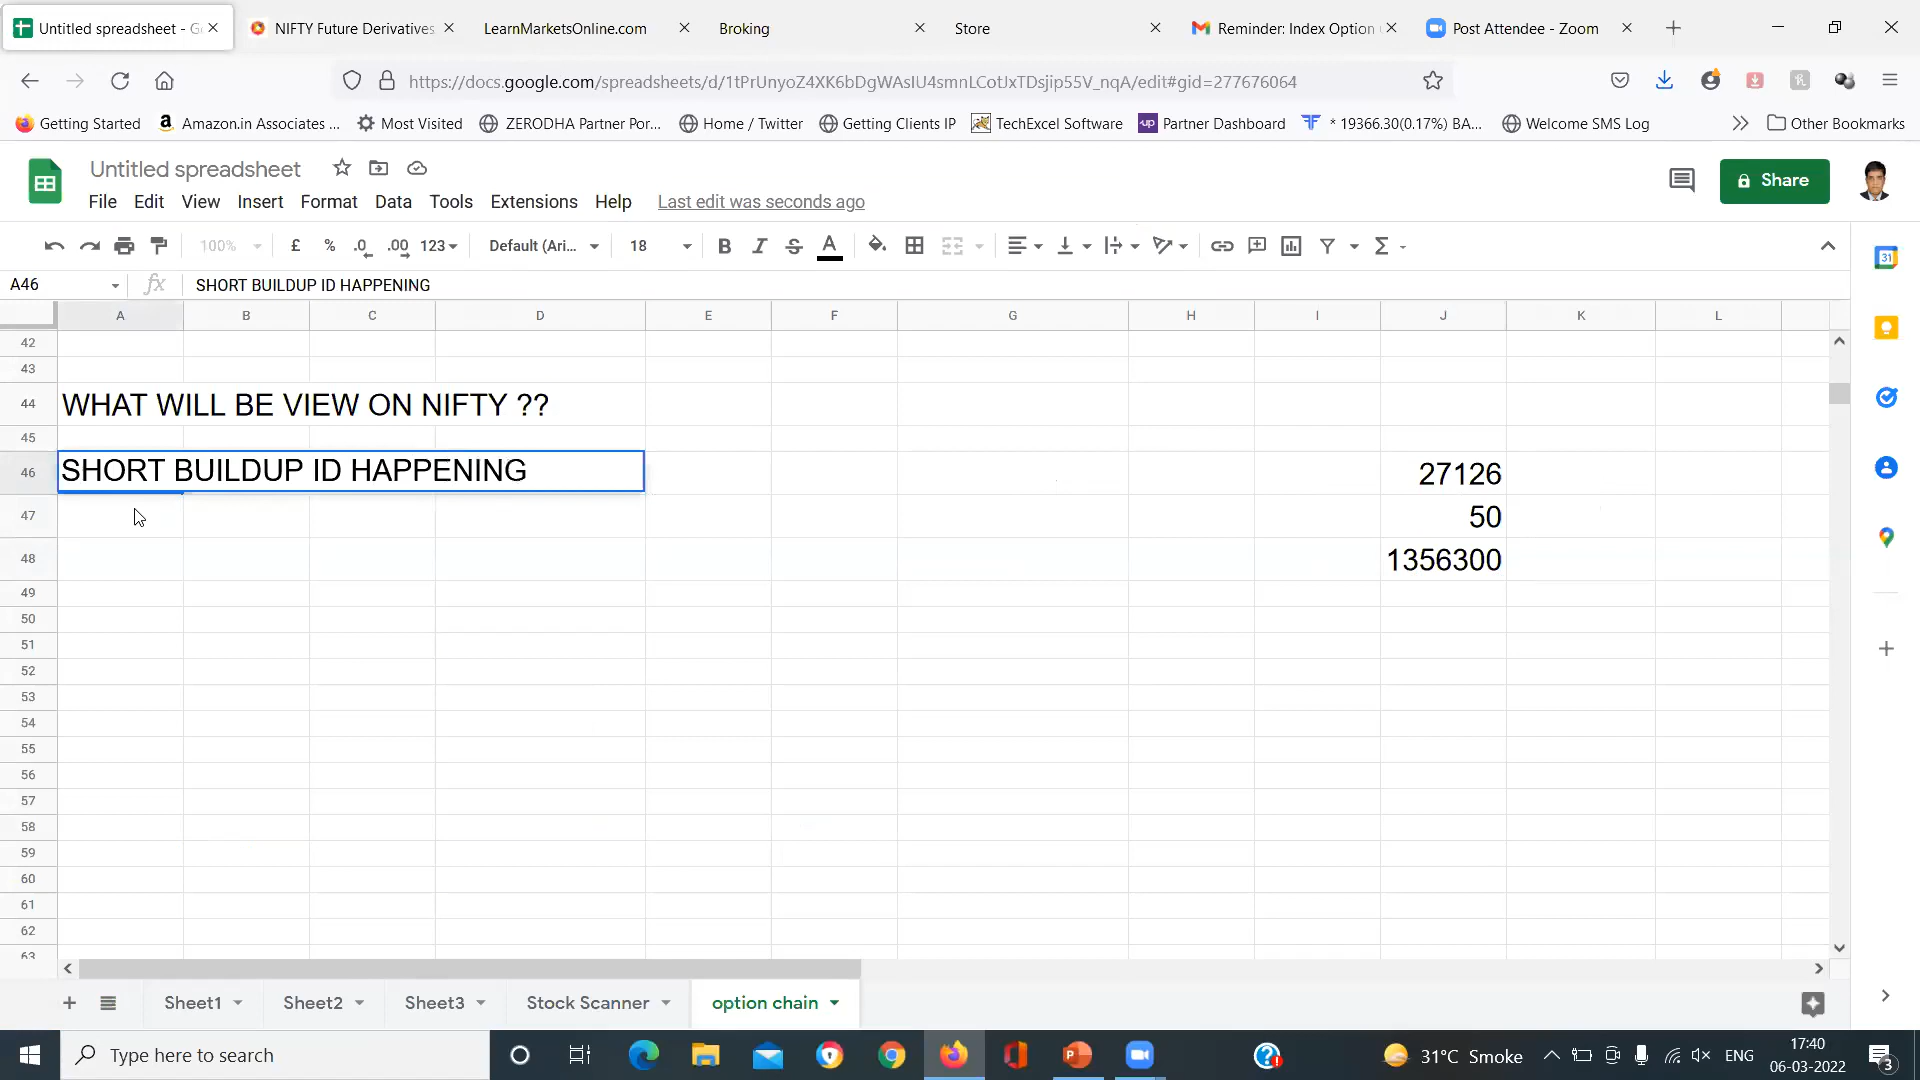 Untitled spreadsheet - Go
NIFTY Future Derivatives,
LearnMarketsOnline.com
Broking
Store
Reminder: Index Option
Post Attendee - Zoom
https://docs.google.com/spreadsheets/d/1tPrUnyoZ4XK6bDgWAsIU4smnLCotJxTDsjip55V_nqA/edit#gid=277676064
Getting Started
Amazon.in Associates ...
Most Visited
ZERODHA Partner Por...
Home / Twitter
Getting Clients IP
TechExcel Software
up Partner Dashboard
* 19366.30(0.17%) BA...
Welcome SMS Log
Other Bookmarks
Untitled spreadsheet
Share
File Edit View Insert Format Data Tools Extensions Help Last edit was seconds ago
100% £ % .0 .00 123 Default (Ari... 18 B I S A
31
A46 fx SHORT BUILDUP ID HAPPENING
A B C D E F G H I J K L
42
43
44 WHAT WILL BE VIEW ON NIFTY ??
45
46 SHORT BUILDUP ID HAPPENING 27126
47 50
48 1356300
49
50
51
52
53
54
55
56
57
58
59
60
61
62
63
Sheet1 Sheet2 Sheet3 Stock Scanner option chain
Type here to search
31°C Smoke
ENG
17:40
06-03-2022
3